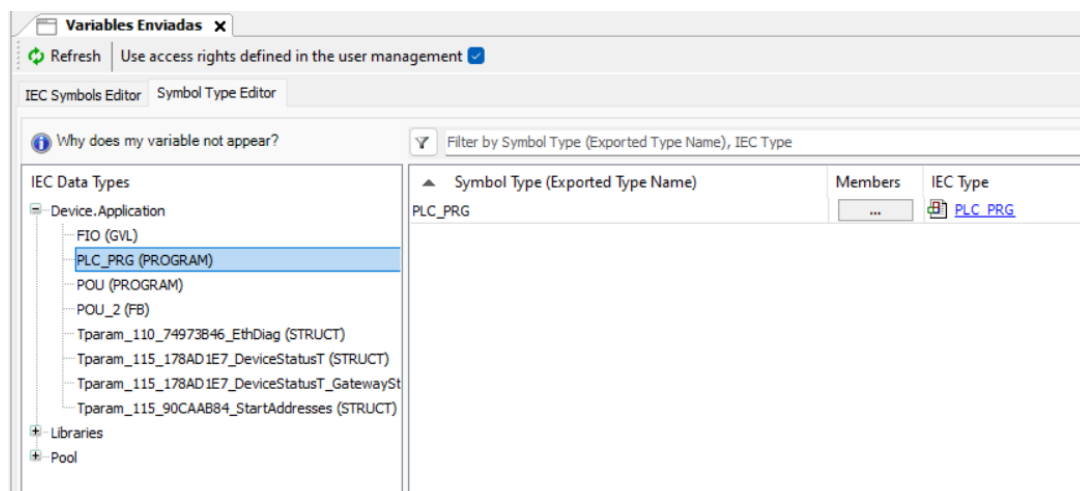 Variables Enviadas
Refresh Use access rights defined in the user management
IEC Symbols Editor Symbol Type Editor
Why does my variable not appear?
Filter by Symbol Type (Exported Type Name), IEC Type
IEC Data Types
Symbol Type (Exported Type Name) Members IEC Type
Device.Application
PLC_PRG ... PLC_PRG
FIO (GVL)
PLC_PRG (PROGRAM)
POU (PROGRAM)
POU_2 (FB)
Tparam_110_74973B46_EthDiag (STRUCT)
Tparam_115_178AD1E7_DeviceStatusT (STRUCT)
Tparam_115_178AD1E7_DeviceStatusT_GatewaySt
Tparam_115_90CAAB84_StartAddresses (STRUCT)
Libraries
Pool